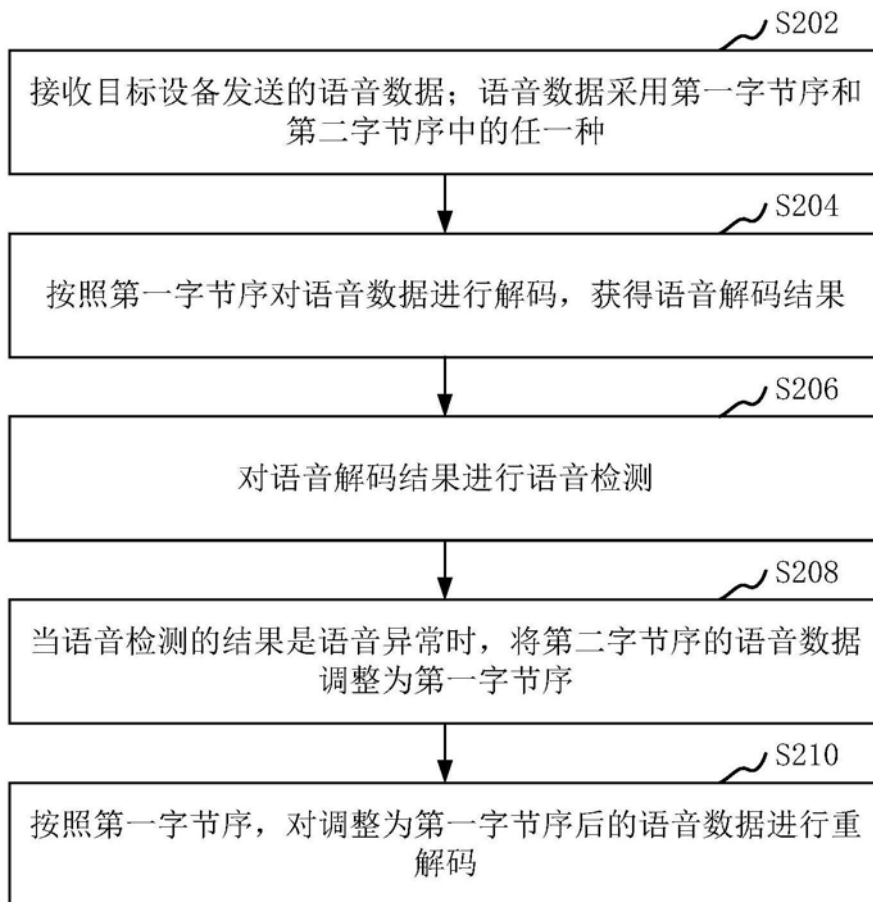 S202
接收目标设备发送的语音数据；语音数据采用第一字节序和
第二字节序中的任一种
S204
按照第一字节序对语音数据进行解码，获得语音解码结果
S206
对语音解码结果进行语音检测
S208
当语音检测的结果是语音异常时，将第二字节序的语音数据
调整为第一字节序
S210
按照第一字节序，对调整为第一字节序后的语音数据进行重
解码